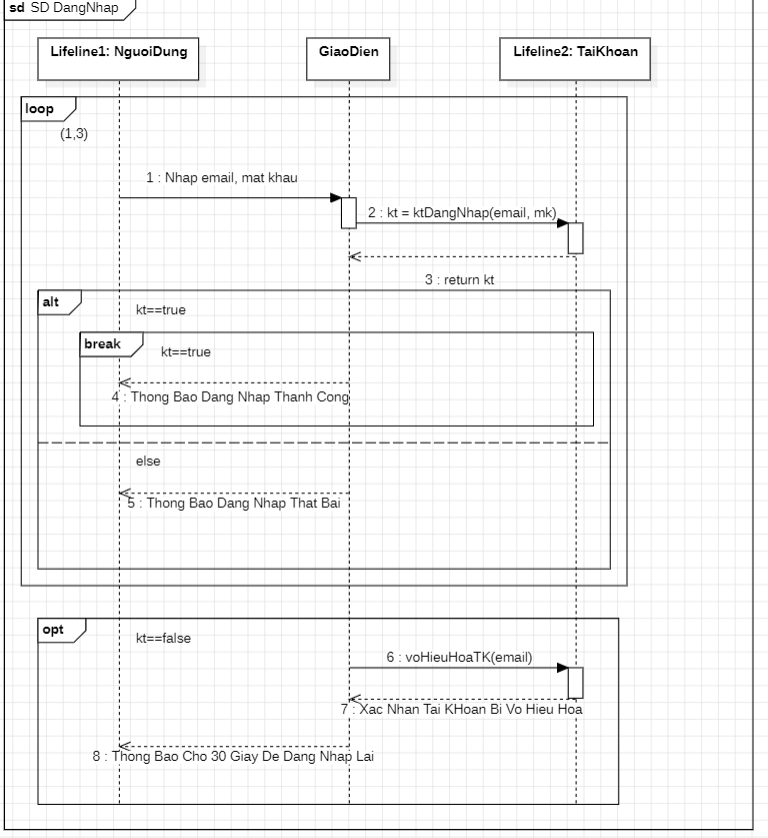 sd SD DangNhap
Lifeline1: NguoiDung
GiaoDien
Lifeline2: TaiKhoan
loop
(1,3)
1 : Nhap email, mat khau
2 : kt = ktDangNhap(email, mk)
3 : return kt
alt
kt==true
break
kt==true
4 : Thong Bao Dang Nhap Thanh Cong
else
5 : Thong Bao Dang Nhap That Bai
opt
kt==false
6 : voHieuHoaTK(email)
7 : Xac Nhan Tai KHoan Bi Vo Hieu Hoa
8 : Thong Bao Cho 30 Giay De Dang Nhap Lai